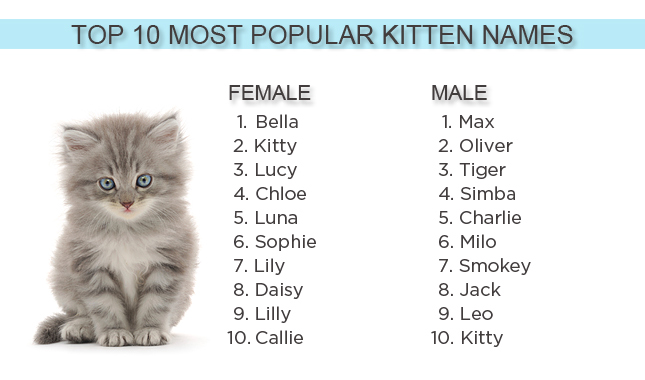 TOP 10 MOST POPULAR KITTEN NAMES
FEMALE
1. Bella
2. Kitty
3. Lucy
4. Chloe
5. Luna
6. Sophie
7. Lily
8. Daisy
9. Lilly
10. Callie
MALE
1. Max
2. Oliver
3. Tiger
4. Simba
5. Charlie
6. Milo
7. Smokey
8. Jack
9. Leo
10. Kitty